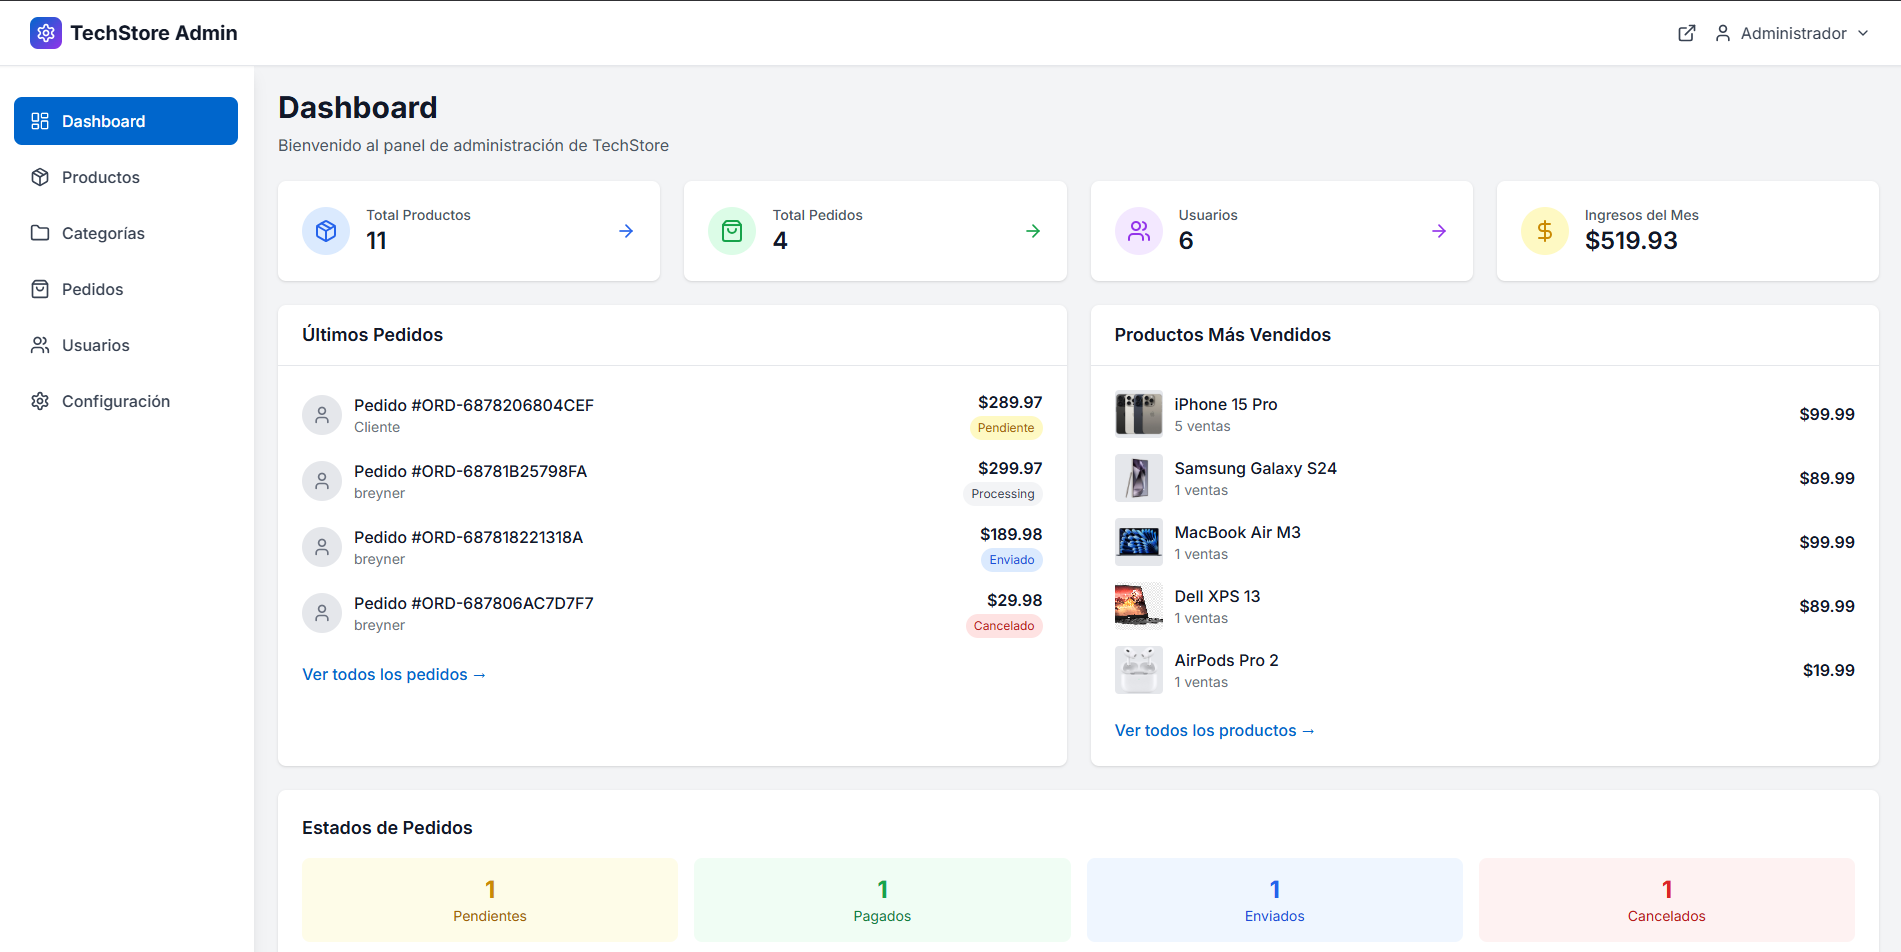 TechStore Admin
Administrador
Dashboard
Productos
Categorías
Pedidos
Usuarios
Configuración
Dashboard
Bienvenido al panel de administración de TechStore
Total Productos
11
Total Pedidos
4
Usuarios
6
Ingresos del Mes
$519.93
Últimos Pedidos
Pedido #ORD-6878206804CEF
Cliente
$289.97
Pendiente
Pedido #ORD-68781B25798FA
breyner
$299.97
Processing
Pedido #ORD-687818221318A
breyner
$189.98
Enviado
Pedido #ORD-687806AC7D7F7
breyner
$29.98
Cancelado
Ver todos los pedidos →
Productos Más Vendidos
iPhone 15 Pro
5 ventas
$99.99
Samsung Galaxy S24
1 ventas
$89.99
MacBook Air M3
1 ventas
$99.99
Dell XPS 13
1 ventas
$89.99
AirPods Pro 2
1 ventas
$19.99
Ver todos los productos →
Estados de Pedidos
1
Pendientes
1
Pagados
1
Enviados
1
Cancelados